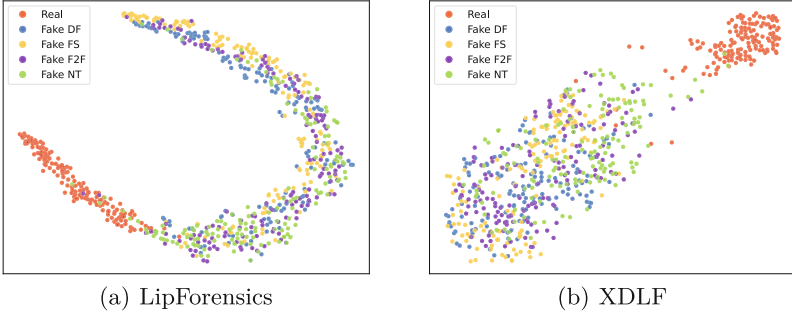 Real
Fake DF
Fake FS
Fake F2F
Fake NT
(a) LipForensics
Real
Fake DF
Fake FS
Fake F2F
Fake NT
(b) XDLF